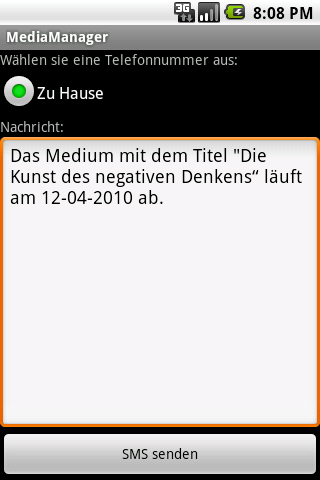 3G
8:08 PM
MediaManager
Wählen sie eine Telefonnummer aus:
Zu Hause
Nachricht:
Das Medium mit dem Titel "Die
Kunst des negativen Denkens“ läuft
am 12-04-2010 ab.
SMS senden